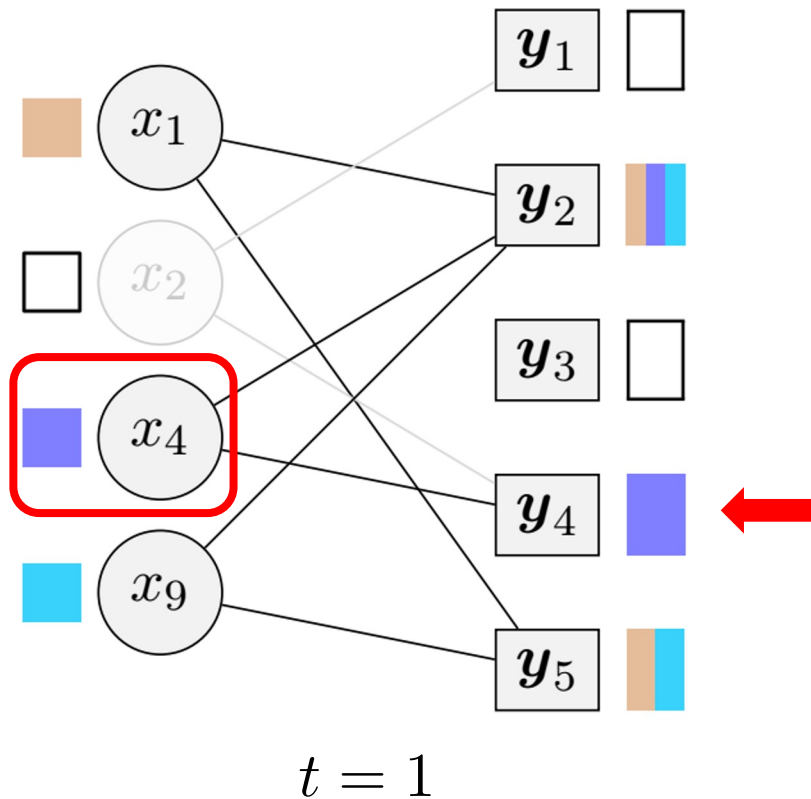 x₁
x₂
x₄
x₉
y₁
y₂
y₃
y₄
y₅
t = 1